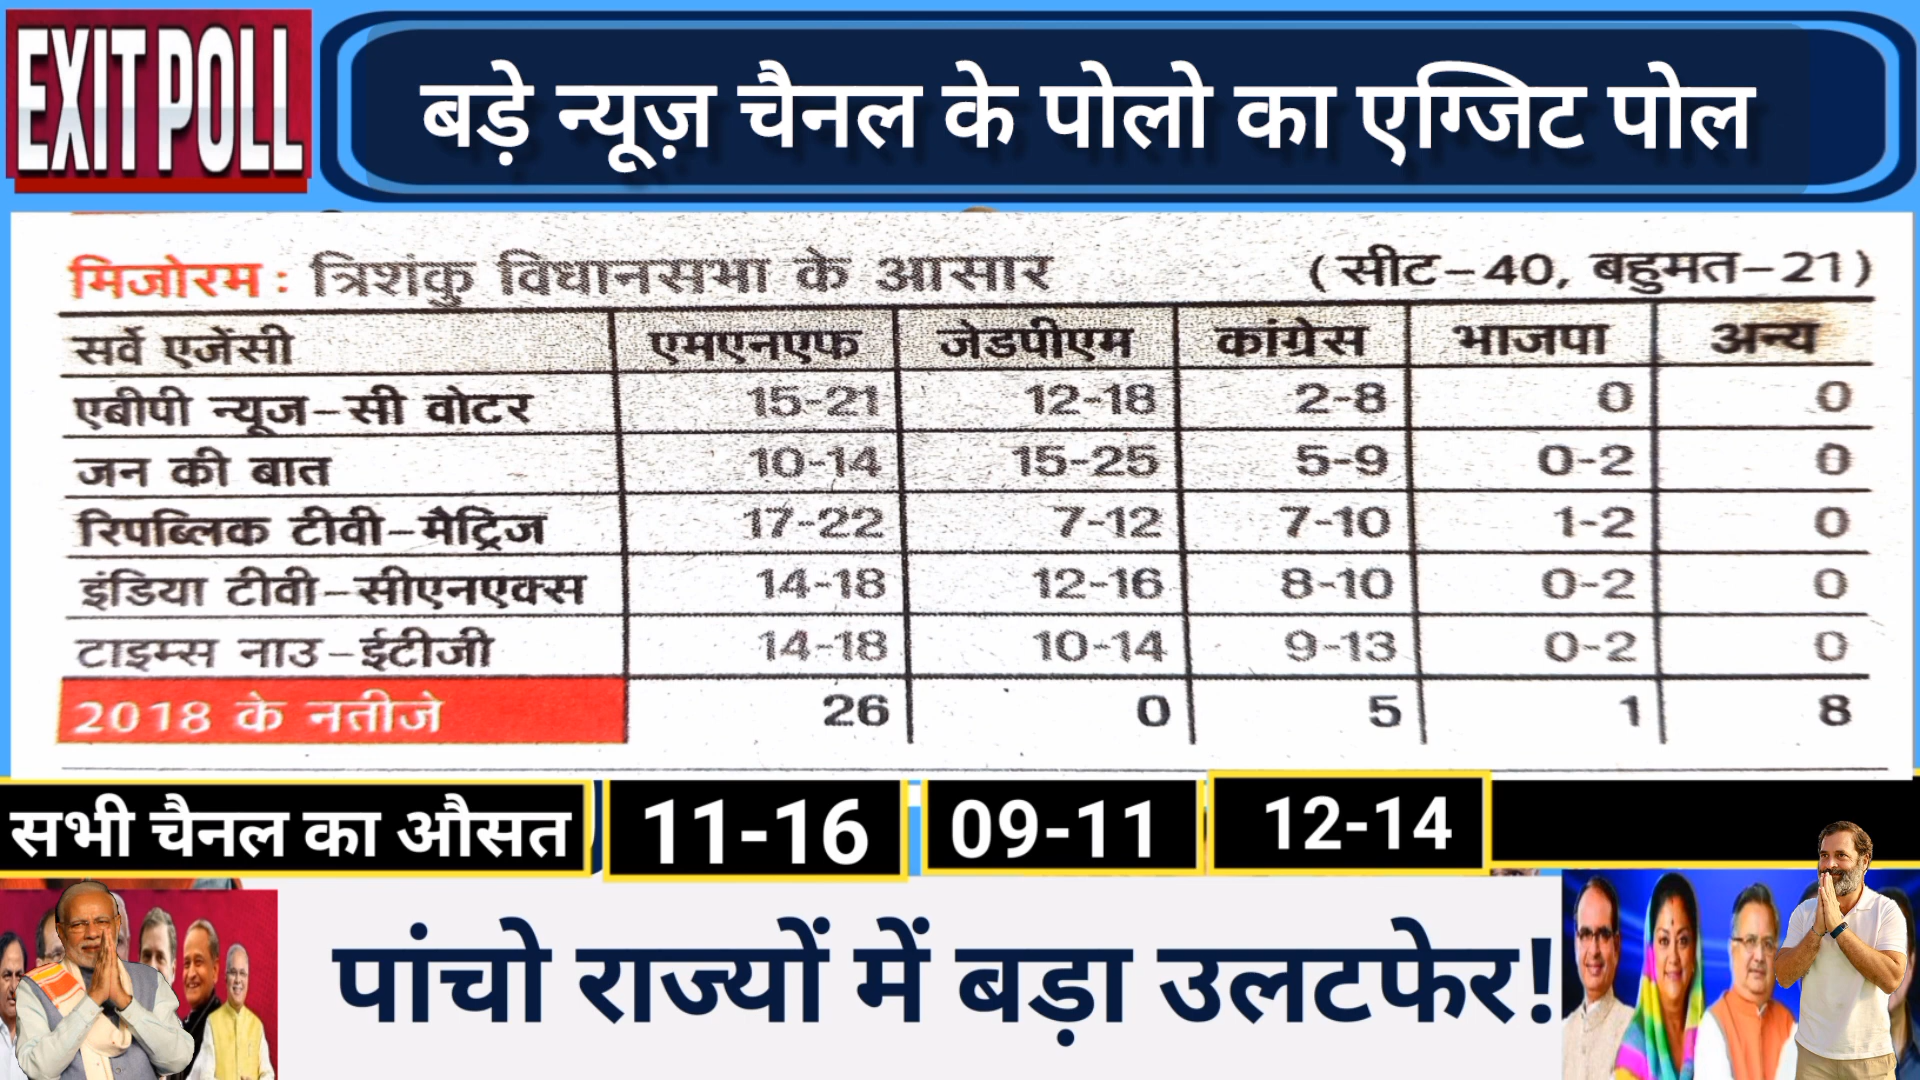 EXIT POLL
बड़े न्यूज़ चैनल के पोलो का एग्जिट पोल
मिजोरम: त्रिशंकु विधानसभा के आसार (सीट-40, बहुमत-21)
सर्वे एजेंसी एमएनएफ जेडपीएम कांग्रेस भाजपा अन्य
एबीपी न्यूज-सी वोटर 15-21 12-18 2-8 0 0
जन की बात 10-14 15-25 5-9 0-2 0
रिपब्लिक टीवी-मैट्रिज 17-22 7-12 7-10 1-2 0
इंडिया टीवी-सीएनएक्स 14-18 12-16 8-10 0-2 0
टाइम्स नाउ-ईटीजी 14-18 10-14 9-13 0-2 0
2018 के नतीजे 26 0 5 1 8
सभी चैनल का औसत 11-16 09-11 12-14
पांचो राज्यों में बड़ा उलटफेर!